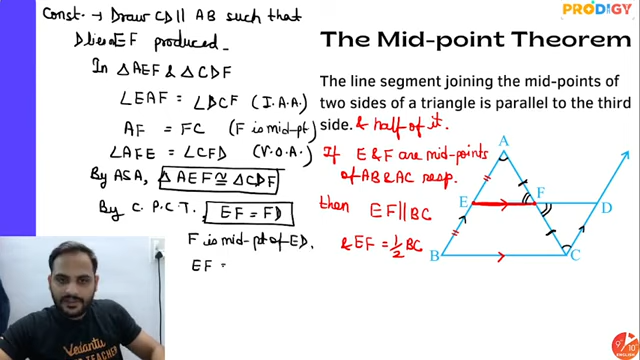 Const. → Draw CD || AB such that
D lies EF produced.
In △AEF & △CDF
∠EAF = ∠DCF (I.A.A.)
AF = FC (F is mid-pt)
∠AFE = ∠CFD (V.O.A.)
By ASA, △AEF ≅ △CDF
By C.P.C.T. EF = FD
F is mid-pt of ED.
EF =
PRODIGY
The Mid-point Theorem
The line segment joining the mid-points of
two sides of a triangle is parallel to the third
side. & half of it.
If E & F are mid-points
of AB & AC resp.
then EF || BC
& EF = 1/2 BC
A
E
F
D
B
C
Vedantu
9 10
ENGLISH